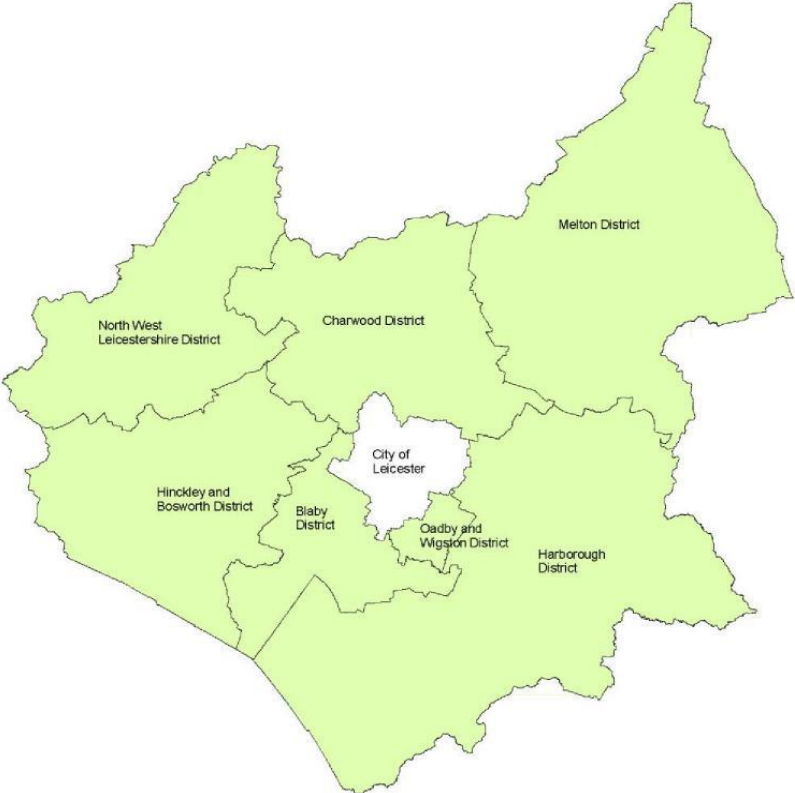 Melton District
North West
Leicestershire District
Charwood District
City of
Leicester
Hinckley and
Bosworth District
Blaby
District
Oadby and
Wigston District
Harborough
District